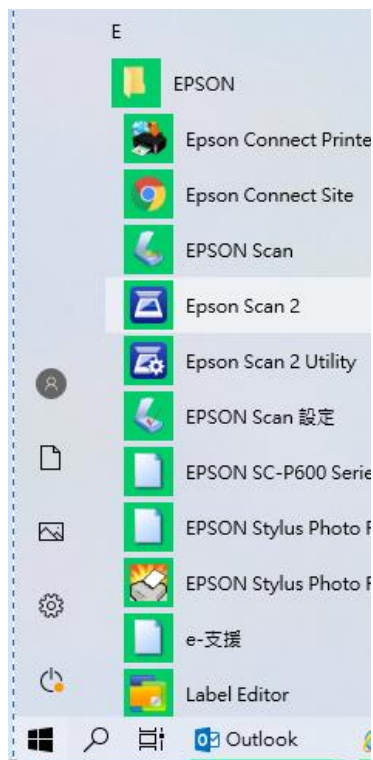 E
EPSON
Epson Connect Printe
Epson Connect Site
EPSON Scan
Epson Scan 2
Epson Scan 2 Utility
EPSON Scan 設定
EPSON SC-P600 Serie
EPSON Stylus Photo
EPSON Stylus Photo
e-支援
Label Editor
Outlook